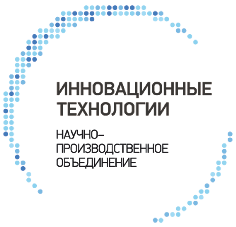 ИННОВАЦИОННЫЕ
ТЕХНОЛОГИИ
НАУЧНО-
ПРОИЗВОДСТВЕННОЕ
ОБЪЕДИНЕНИЕ